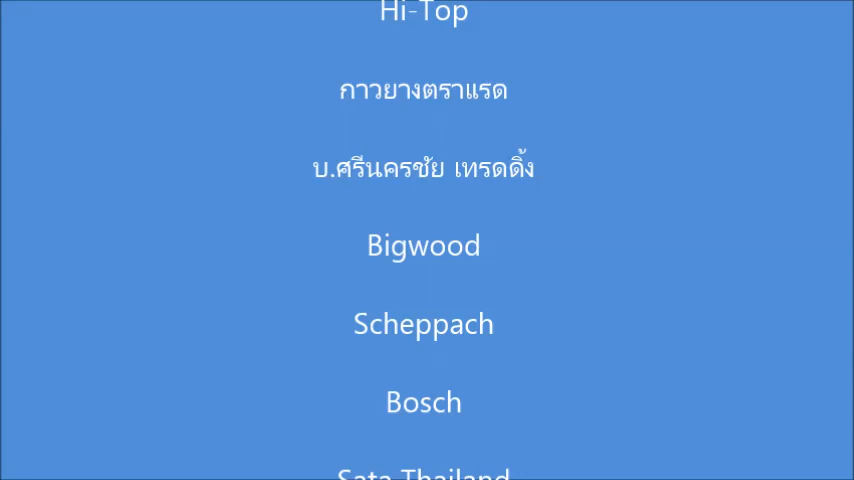 Hi-Top
กาวยางตราแรด
บ.ศรีนครชัย เทรดดิ้ง
Bigwood
Scheppach
Bosch
Sata Thailand